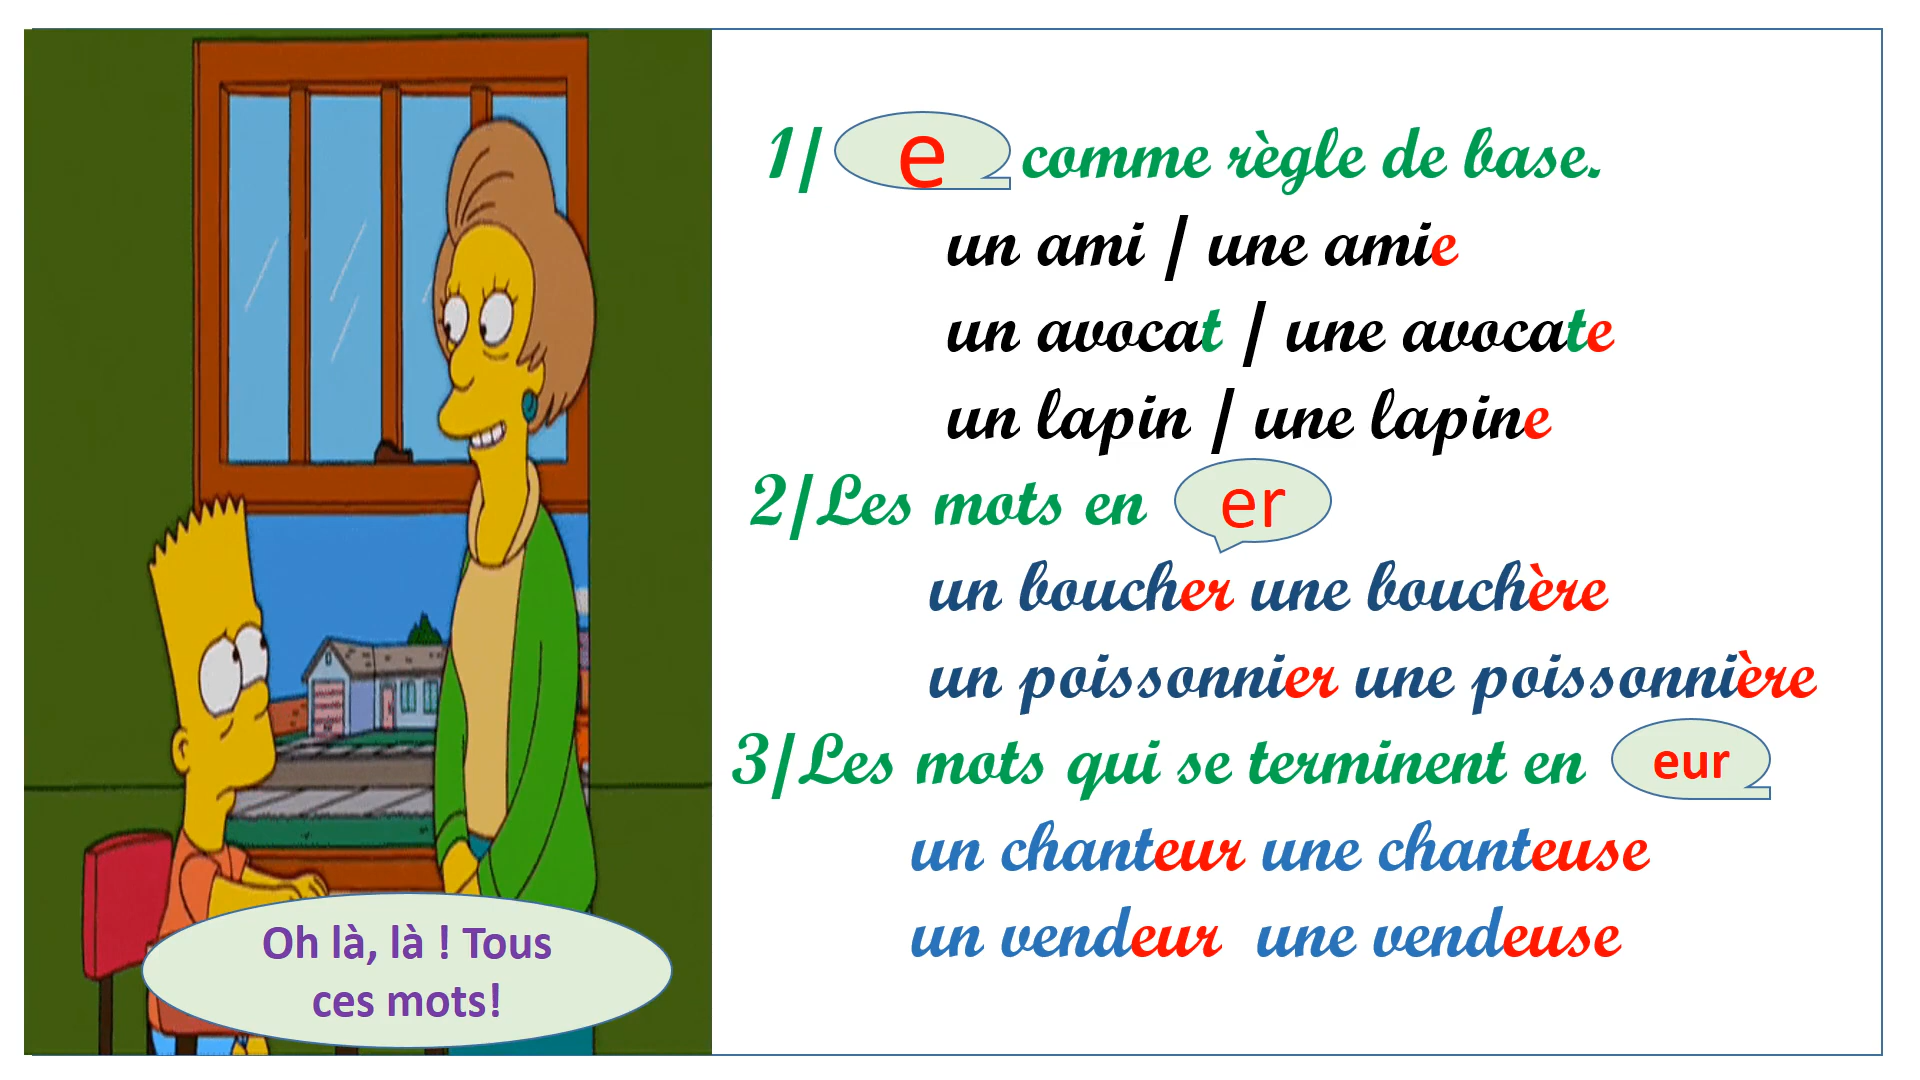 1/ e comme règle de base.
un ami / une amie
un avocat / une avocate
un lapin / une lapine
2/Les mots en er
un boucher une bouchère
un poissonnier une poissonnière
3/Les mots qui se terminent en eur
un chanteur une chanteuse
un vendeur une vendeuse
Oh là, là ! Tous
ces mots!